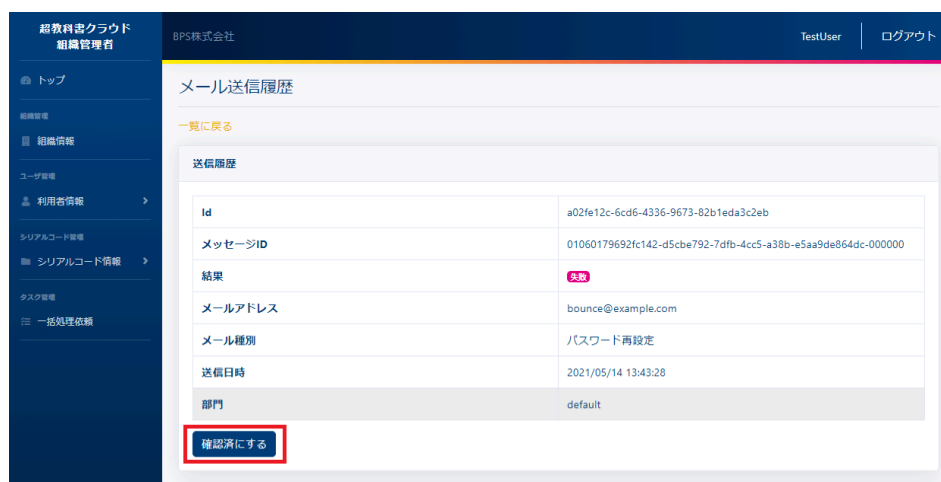 超教科書クラウド
組織管理者
BPS株式会社
TestUser
ログアウト
トップ
組織管理
組織情報
ユーザ管理
利用者情報
シリアルコード管理
シリアルコード情報
タスク管理
一括処理依頼
メール送信履歴
一覧に戻る
送信履歴
Id a02fe12c-6cd6-4336-9673-82b1eda3c2eb
メッセージID 01060179692fc142-d5cbe792-7dfb-4cc5-a38b-e5aa9de864dc-000000
結果 失敗
メールアドレス bounce@example.com
メール種別 パスワード再設定
送信日時 2021/05/14 13:43:28
部門 default
確認済にする